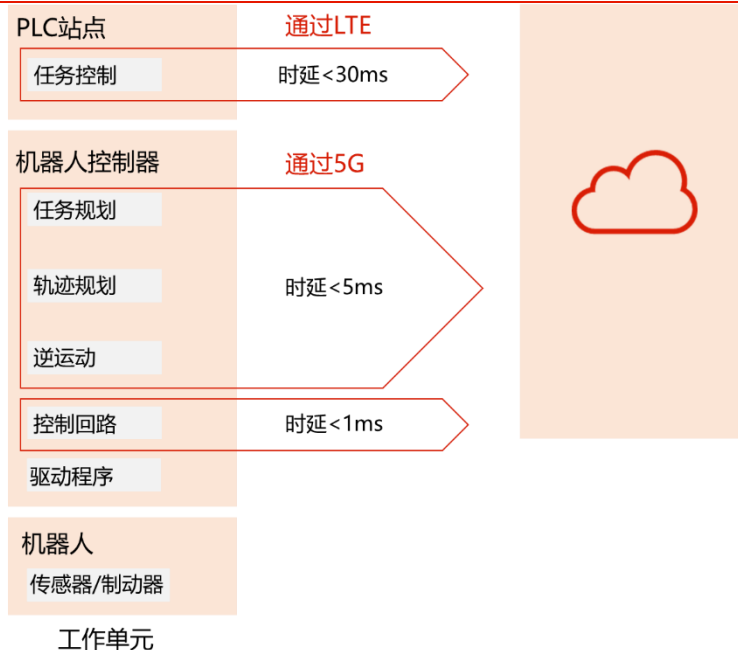 PLC站点
通过LTE
任务控制
时延<30ms
机器人控制器
通过5G
任务规划
轨迹规划
时延<5ms
逆运动
控制回路
时延<1ms
驱动程序
机器人
传感器/制动器
工作单元